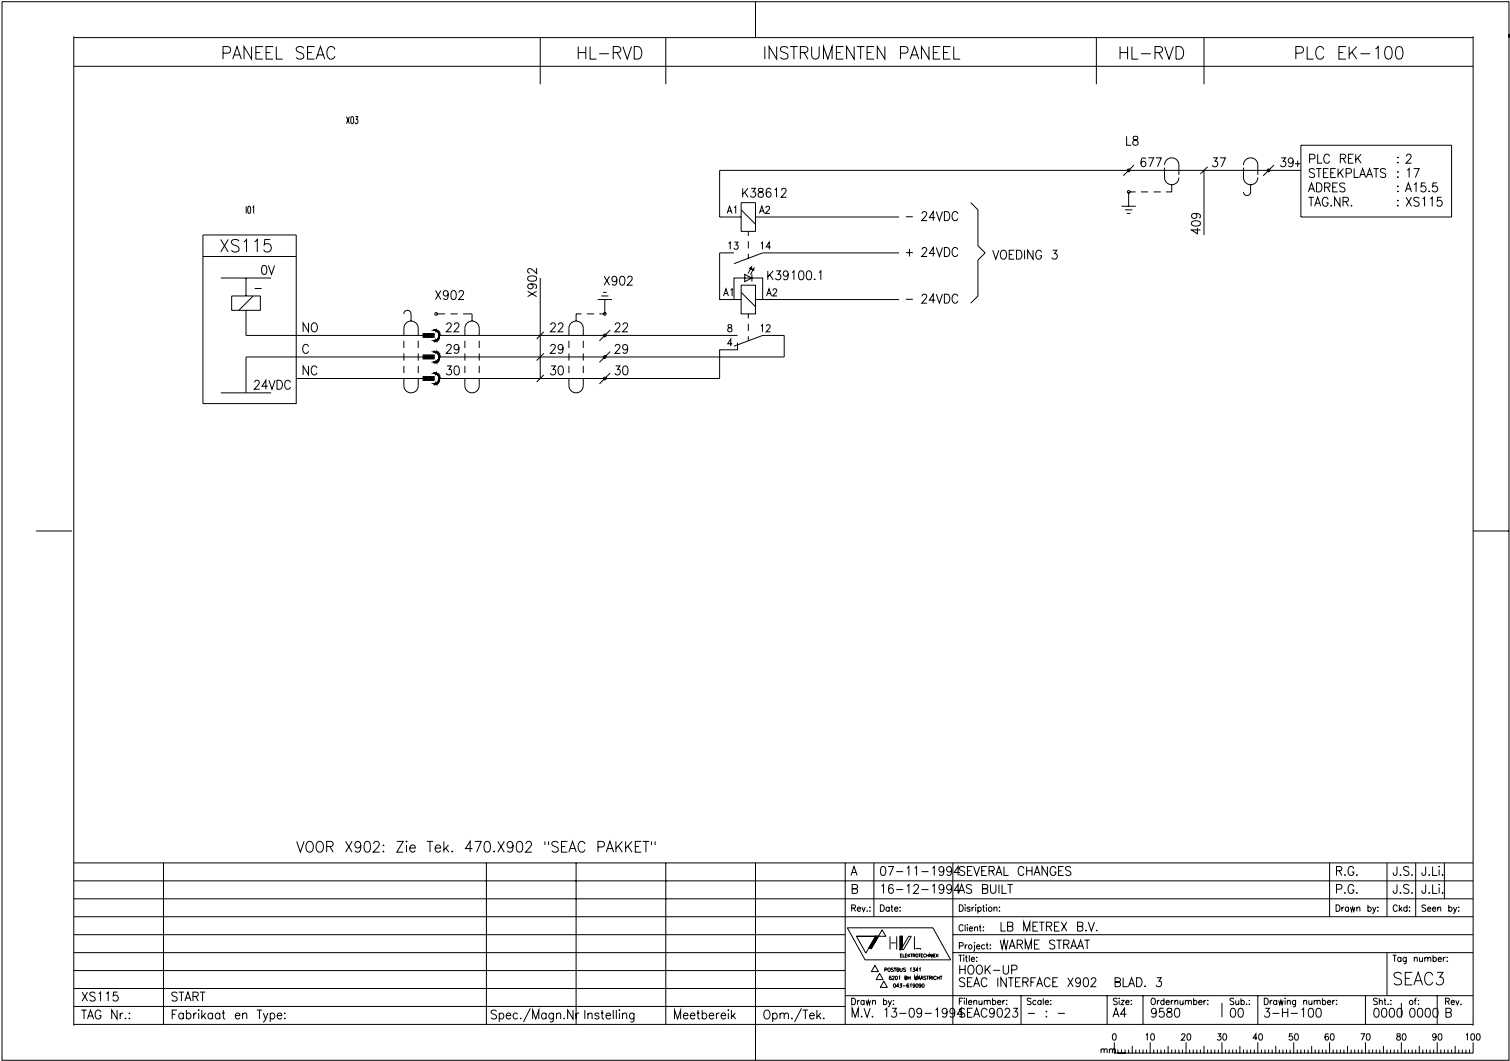 PANEEL SEAC HL-RVD INSTRUMENTEN PANEEL HL-RVD PLC EK-100
X03
I01
L8
677 37 39+
PLC REK : 2
STEEKPLAATS : 17
ADRES : A15.5
TAG.NR. : XS115
409
K38612
A1 A2 - 24VDC
13 14 + 24VDC
VOEDING 3
K39100.1
A1 A2 - 24VDC
XS115
0V
-
24VDC
X902 X902 X902
NO 22 22 22 8 12
C 29 29 29 4
NC 30 30 30
VOOR X902: Zie Tek. 470.X902 "SEAC PAKKET"
A 07-11-1994 SEVERAL CHANGES R.G. J.S. J.Li.
B 16-12-1994 AS BUILT P.G. J.S. J.Li.
Rev.: Date: Disription: Drawn by: Ckd: Seen by:
HVL
ELEKTROTECHNIEK
POSTBUS 1341
6201 BH MAASTRICHT
043-619090
Client: LB METREX B.V.
Project: WARME STRAAT
Title:
HOOK-UP
SEAC INTERFACE X902 BLAD. 3
Tag number:
SEAC3
XS115 START
TAG Nr.: Fabrikaat en Type: Spec./Magn.Nr Instelling Meetbereik Opm./Tek.
Drawn by: Filenumber: Scale: Size: Ordernumber: Sub.: Drawing number: Sht.: of: Rev.
M.V. 13-09-1994 SEAC9023 - : - A4 9580 00 3-H-100 0000 0000 B
0 10 20 30 40 50 60 70 80 90 100
mm